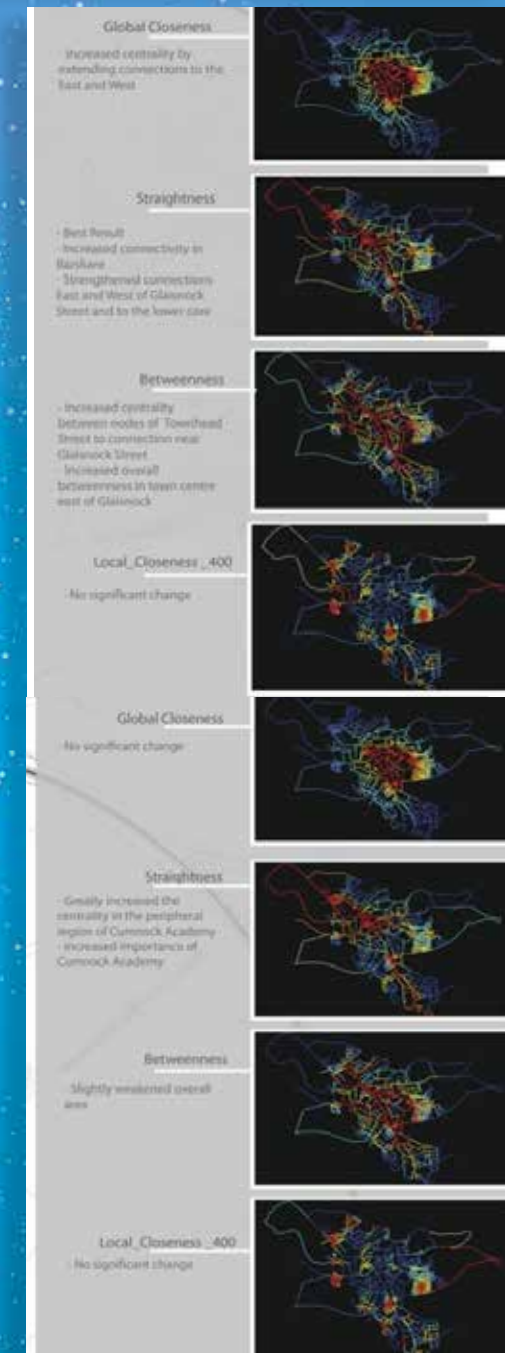 Global Closeness
- Increased centrality by
extending connections to the
East and West
Straightness
- Best Result
- Increased connectivity in
Barshare
- Strengthened connections
East and West of Glaisnock
Street and to the lower core
Betweenness
- Increased centrality
between nodes of Townhead
Street to connection near
Glaisnock Street
- Increased overall
betweenness in town centre
east of Glaisnock
Local_Closeness _400
- No significant change
Global Closeness
- No significant change
Straightness
- Greatly increased the
centrality in the peripheral
region of Cumnock Academy
- increased importance of
Cumnock Academy
Betweenness
- Slightly weakened overall
area
Local_Closeness _400
- No significant change